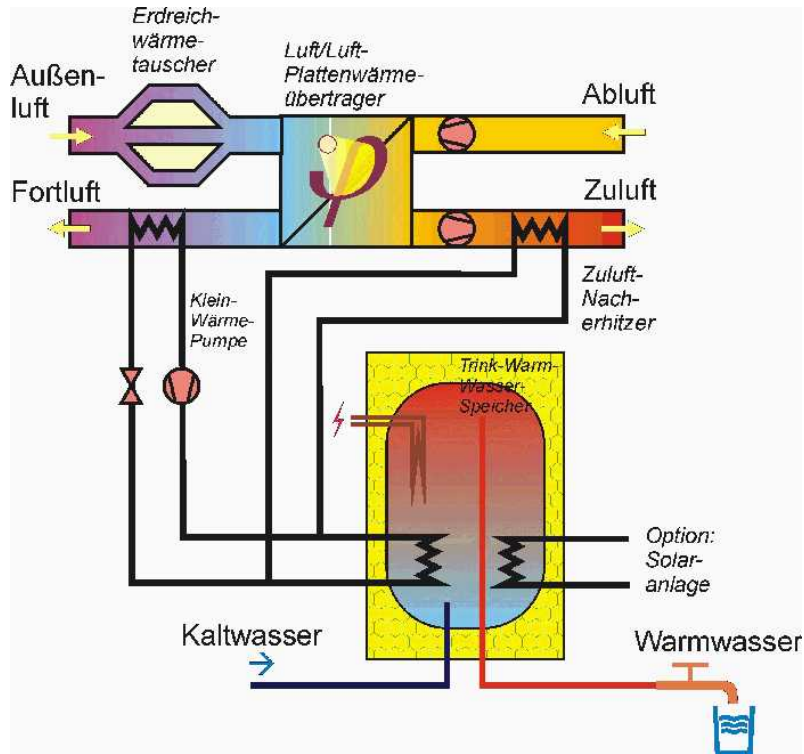 Erdreich-
wärme-
tauscher
Luft/Luft-
Plattenwärme-
übertrager
Außen-
luft
Abluft
Fortluft
Zuluft
Klein-
Wärme-
Pumpe
Zuluft-
Nach-
erhitzer
Trink-Warm-
Wasser-
Speicher
Option:
Solar-
anlage
Kaltwasser
Warmwasser